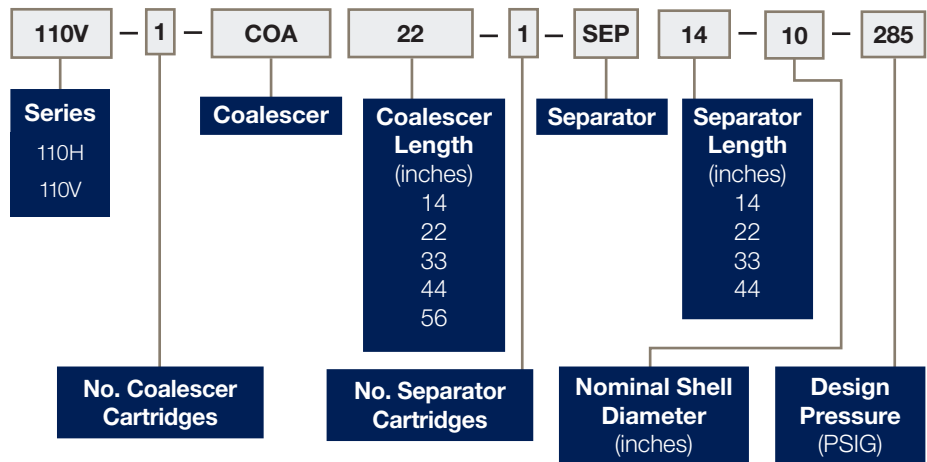 110V – 1 – COA 22 – 1 – SEP 14 – 10 – 285
Series
110H
110V
Coalescer
Coalescer
Length
(inches)
14
22
33
44
56
Separator
Separator
Length
(inches)
14
22
33
44
No. Coalescer
Cartridges
No. Separator
Cartridges
Nominal Shell
Diameter
(inches)
Design
Pressure
(PSIG)